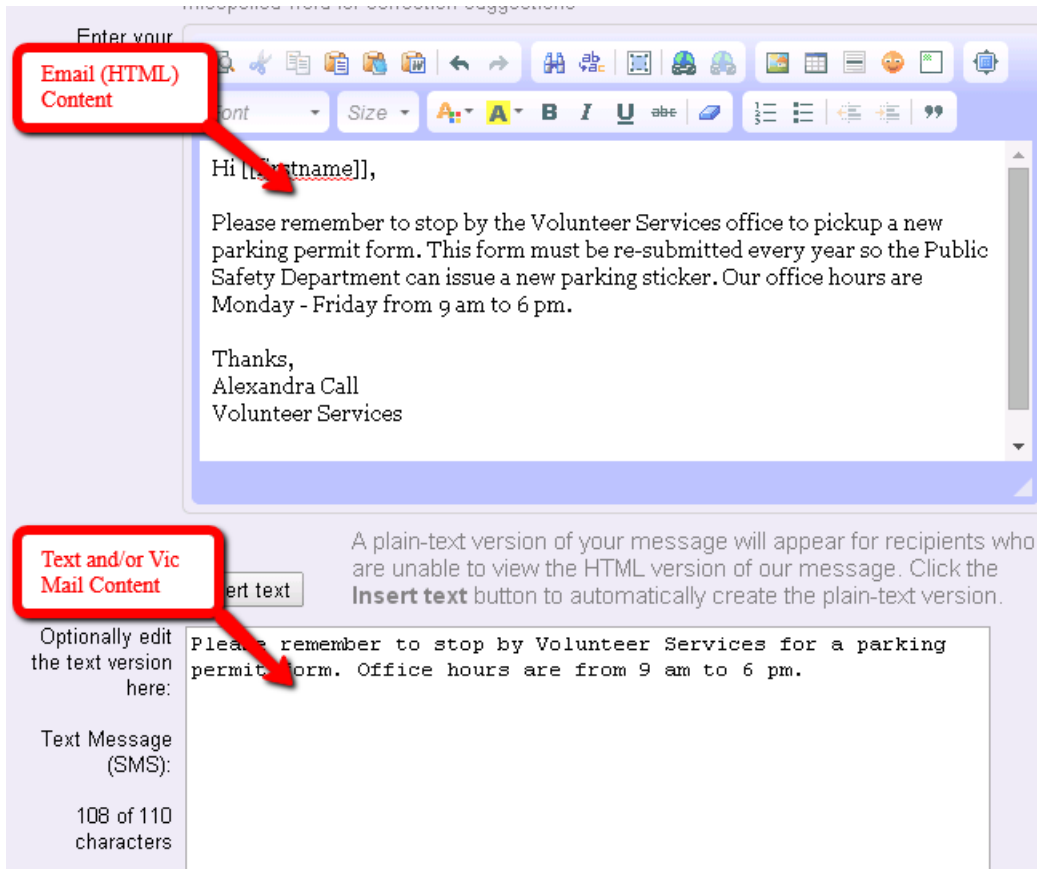 Enter your
Email (HTML)
Content
Size
B I U abc
Hi [[firstname]],
Please remember to stop by the Volunteer Services office to pickup a new
parking permit form. This form must be re-submitted every year so the Public
Safety Department can issue a new parking sticker. Our office hours are
Monday - Friday from 9 am to 6 pm.
Thanks,
Alexandra Call
Volunteer Services
Text and/or Vic
Mail Content
ert text
A plain-text version of your message will appear for recipients who
are unable to view the HTML version of our message. Click the
Insert text button to automatically create the plain-text version.
Optionally edit
the text version
here:
Text Message
(SMS):
108 of 110
characters
Please remember to stop by Volunteer Services for a parking
permit form. Office hours are from 9 am to 6 pm.